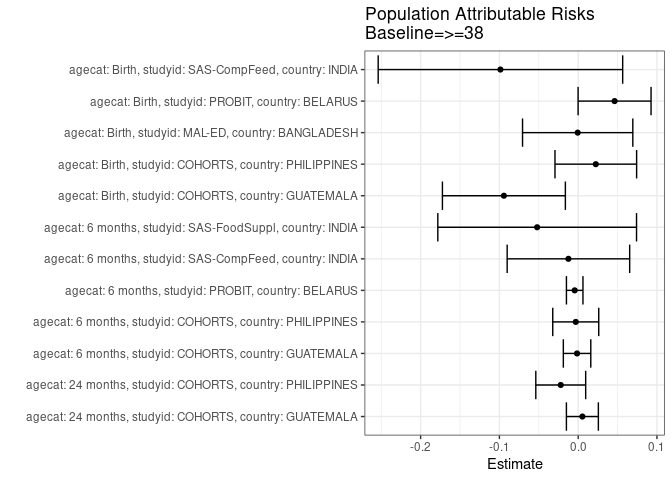 Population Attributable Risks
Baseline=>=38
agecat: Birth, studyid: SAS-CompFeed, country: INDIA
agecat: Birth, studyid: PROBIT, country: BELARUS
agecat: Birth, studyid: MAL-ED, country: BANGLADESH
agecat: Birth, studyid: COHORTS, country: PHILIPPINES
agecat: Birth, studyid: COHORTS, country: GUATEMALA
agecat: 6 months, studyid: SAS-FoodSuppl, country: INDIA
agecat: 6 months, studyid: SAS-CompFeed, country: INDIA
agecat: 6 months, studyid: PROBIT, country: BELARUS
agecat: 6 months, studyid: COHORTS, country: PHILIPPINES
agecat: 6 months, studyid: COHORTS, country: GUATEMALA
agecat: 24 months, studyid: COHORTS, country: PHILIPPINES
agecat: 24 months, studyid: COHORTS, country: GUATEMALA
-0.2 -0.1 0.0 0.1
Estimate